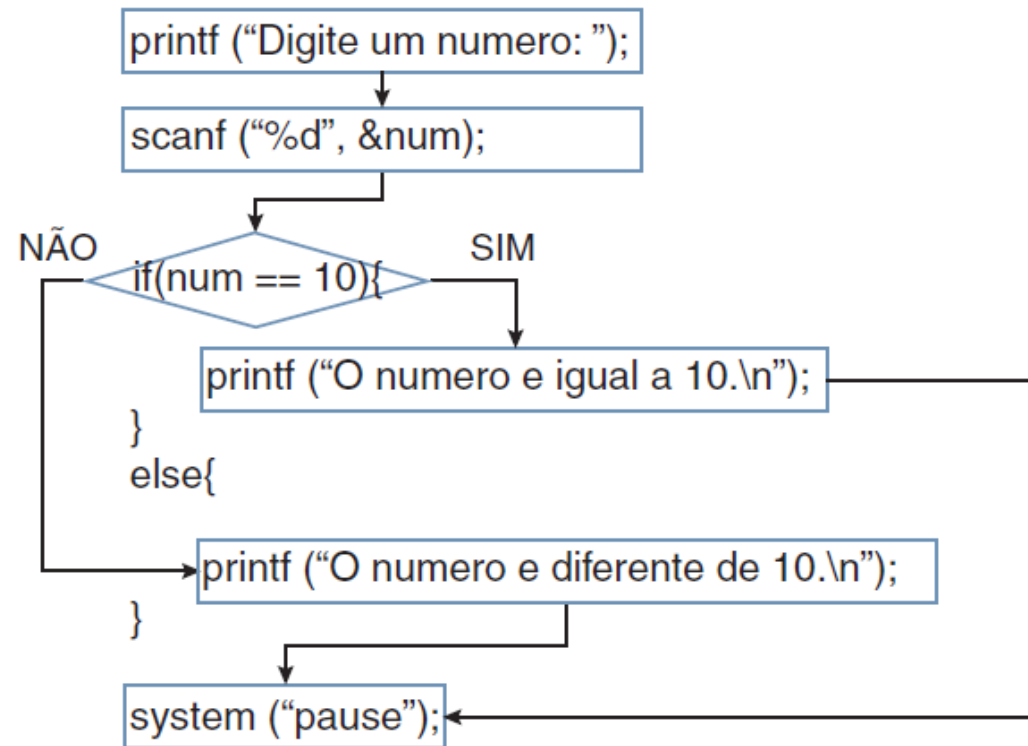 printf (“Digite um numero: ”);
scanf (“%d”, &num);
NÃO
SIM
if(num == 10){
printf (“O numero e igual a 10.\n”);
}
else{
printf (“O numero e diferente de 10.\n”);
}
system (“pause”);